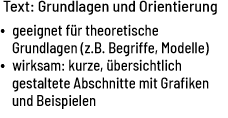 Text: Grundlagen und Orientierung
• geeignet für theoretische
Grundlagen (z.B. Begriffe, Modelle)
• wirksam: kurze, übersichtlich
gestaltete Abschnitte mit Grafiken
und Beispielen